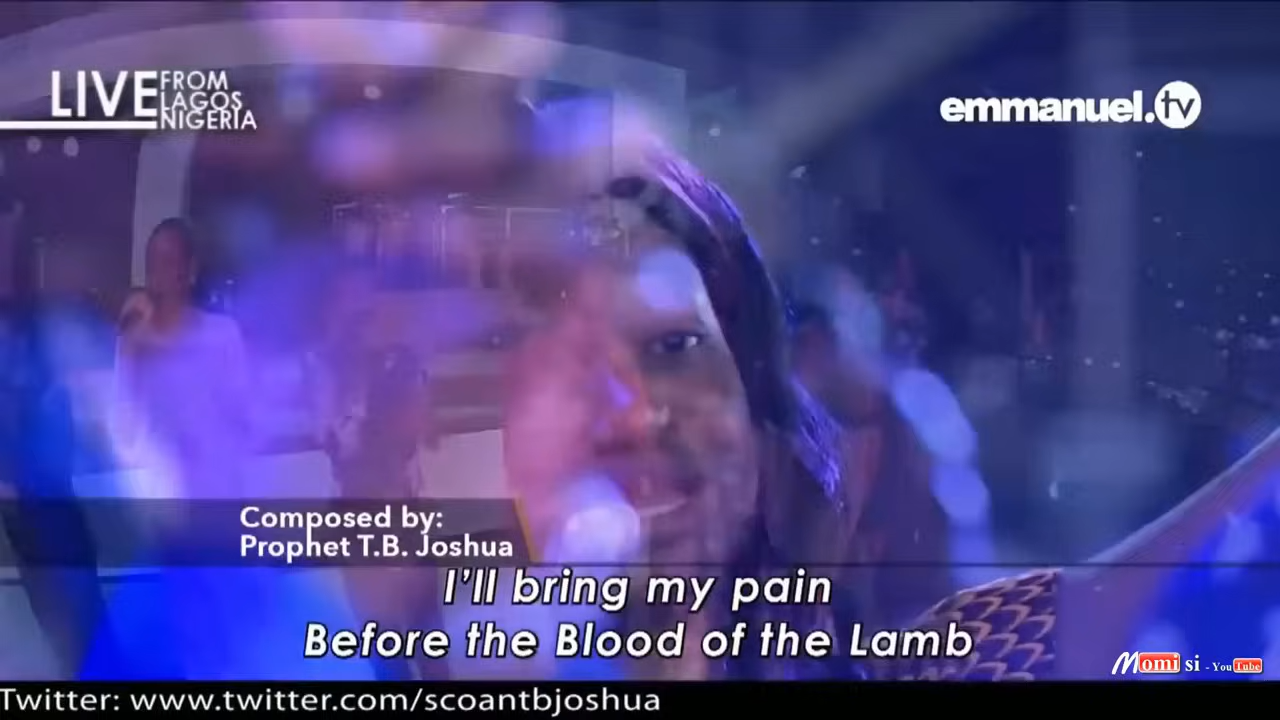 LIVE FROM
LAGOS
NIGERIA
emmanuel.tv
Composed by:
Prophet T.B. Joshua
I'll bring my pain
Before the Blood of the Lamb
Momi si - YouTube
Twitter: www.twitter.com/scoantbjoshua